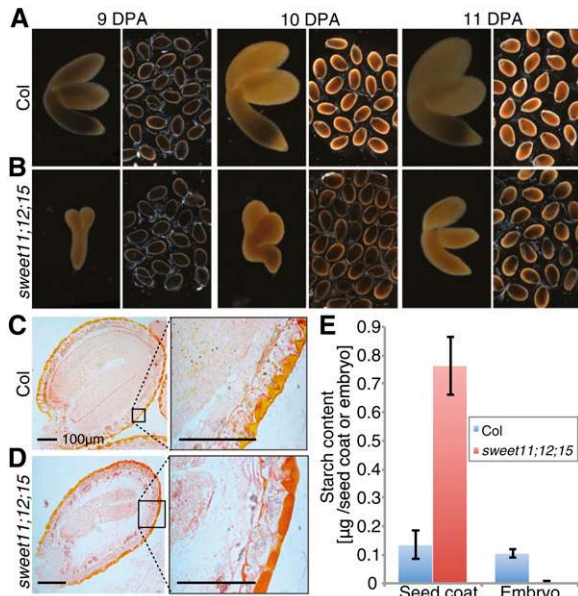 A 9 DPA 10 DPA 11 DPA
Col
B
sweet11;12;15
C
Col
100µm
D
sweet11;12;15
E
Starch content
[µg /seed coat or embryo]
0.9
0.8
0.7
0.6
0.5
0.4
0.3
0.2
0.1
0
Col
sweet11;12;15
Seed coat Embryo